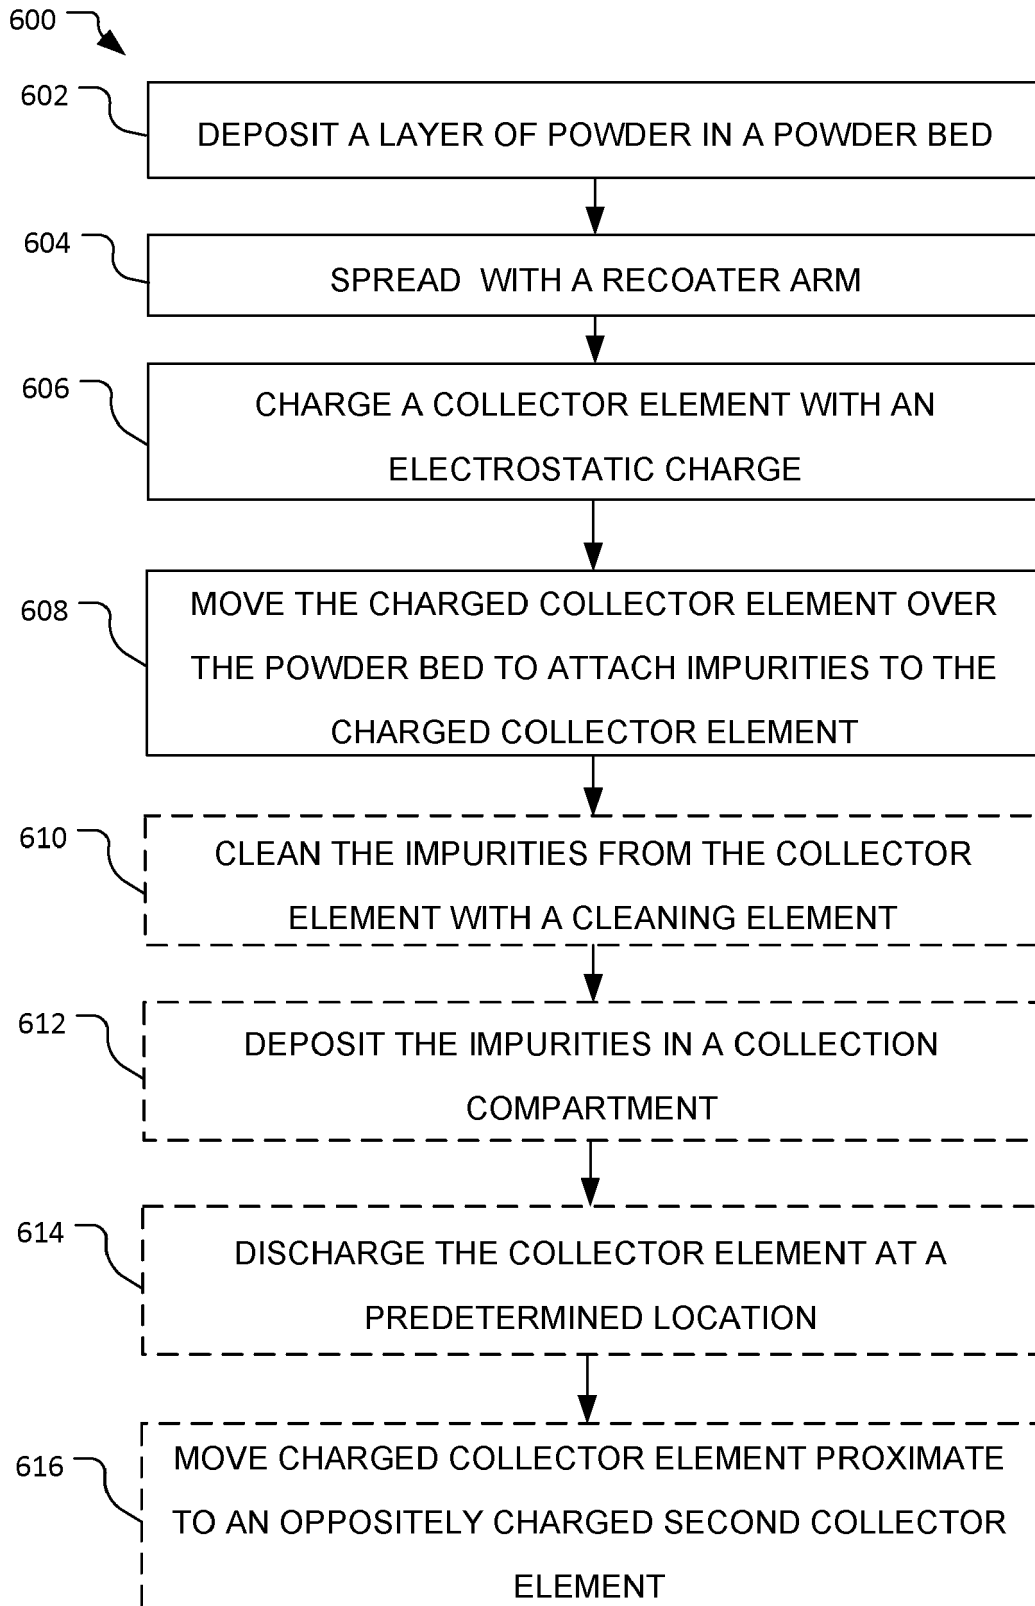 600
602
DEPOSIT A LAYER OF POWDER IN A POWDER BED
604
SPREAD WITH A RECOATER ARM
606
CHARGE A COLLECTOR ELEMENT WITH AN
ELECTROSTATIC CHARGE
608
MOVE THE CHARGED COLLECTOR ELEMENT OVER
THE POWDER BED TO ATTACH IMPURITIES TO THE
CHARGED COLLECTOR ELEMENT
610
CLEAN THE IMPURITIES FROM THE COLLECTOR
ELEMENT WITH A CLEANING ELEMENT
612
DEPOSIT THE IMPURITIES IN A COLLECTION
COMPARTMENT
614
DISCHARGE THE COLLECTOR ELEMENT AT A
PREDETERMINED LOCATION
616
MOVE CHARGED COLLECTOR ELEMENT PROXIMATE
TO AN OPPOSITELY CHARGED SECOND COLLECTOR
ELEMENT